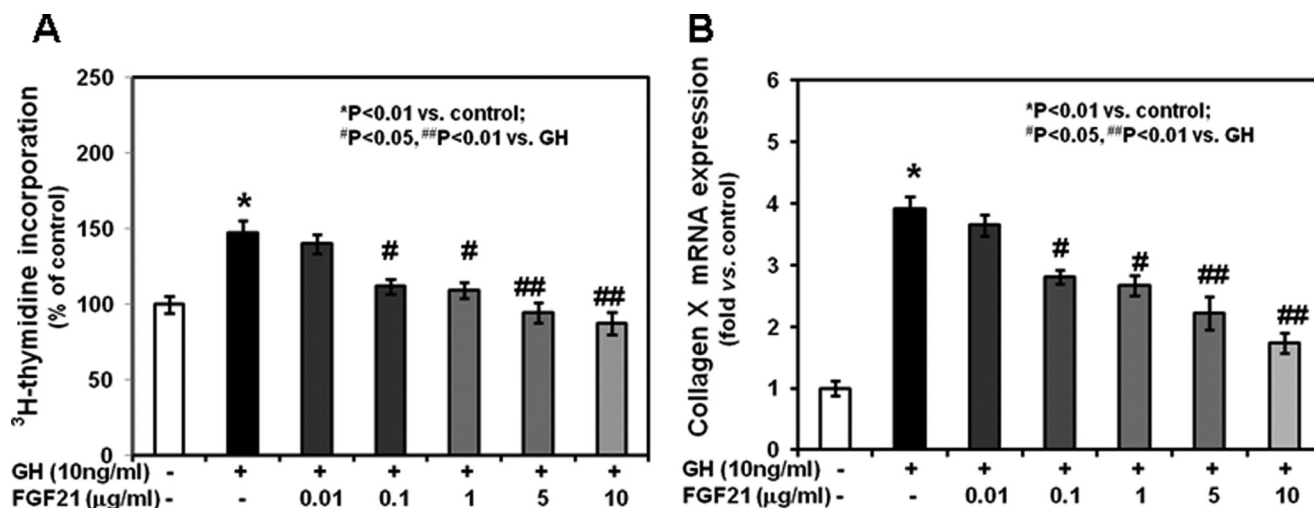 A
³H-thymidine incorporation
(% of control)
250
200
150
100
50
0
*P<0.01 vs. control;
#P<0.05, ##P<0.01 vs. GH
*
#
#
##
##
GH (10ng/ml) - + + + + + +
FGF21 (μg/ml) - - 0.01 0.1 1 5 10
B
Collagen X mRNA expression
(fold vs. control)
6
5
4
3
2
1
0
*P<0.01 vs. control;
#P<0.05, ##P<0.01 vs. GH
*
#
#
##
##
GH (10ng/ml) - + + + + + +
FGF21 (μg/ml) - - 0.01 0.1 1 5 10